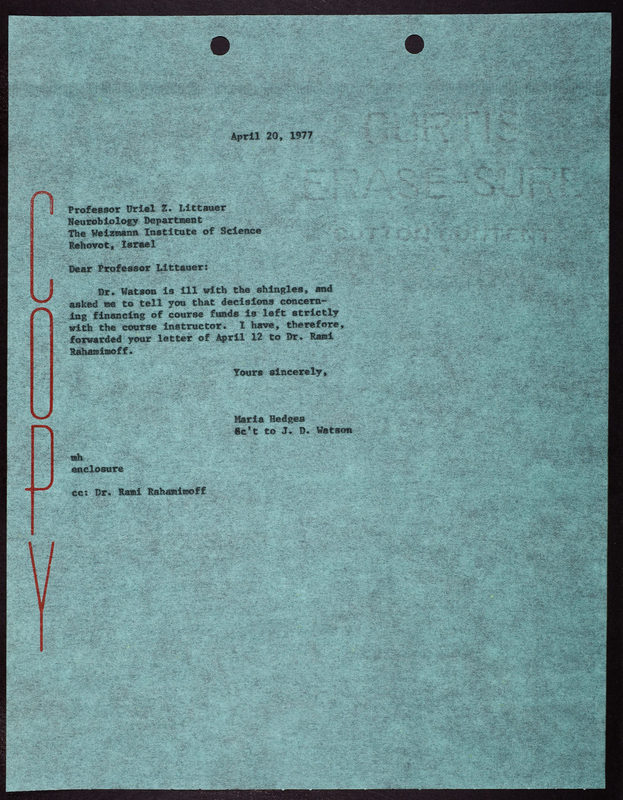 CURTIS
ERASE-SURE
COTTON CONTENT
April 20, 1977
Professor Uriel Z. Littauer
Neurobiology Department
The Weizmann Institute of Science
Rehovot, Israel
Dear Professor Littauer:
Dr. Watson is ill with the shingles, and
asked me to tell you that decisions concern-
ing financing of course funds is left strictly
with the course instructor. I have, therefore,
forwarded your letter of April 12 to Dr. Rami
Rahamimoff.
Yours sincerely,
Maria Hedges
Sc't to J. D. Watson
mh
enclosure
cc: Dr. Rami Rahamimoff
COPY